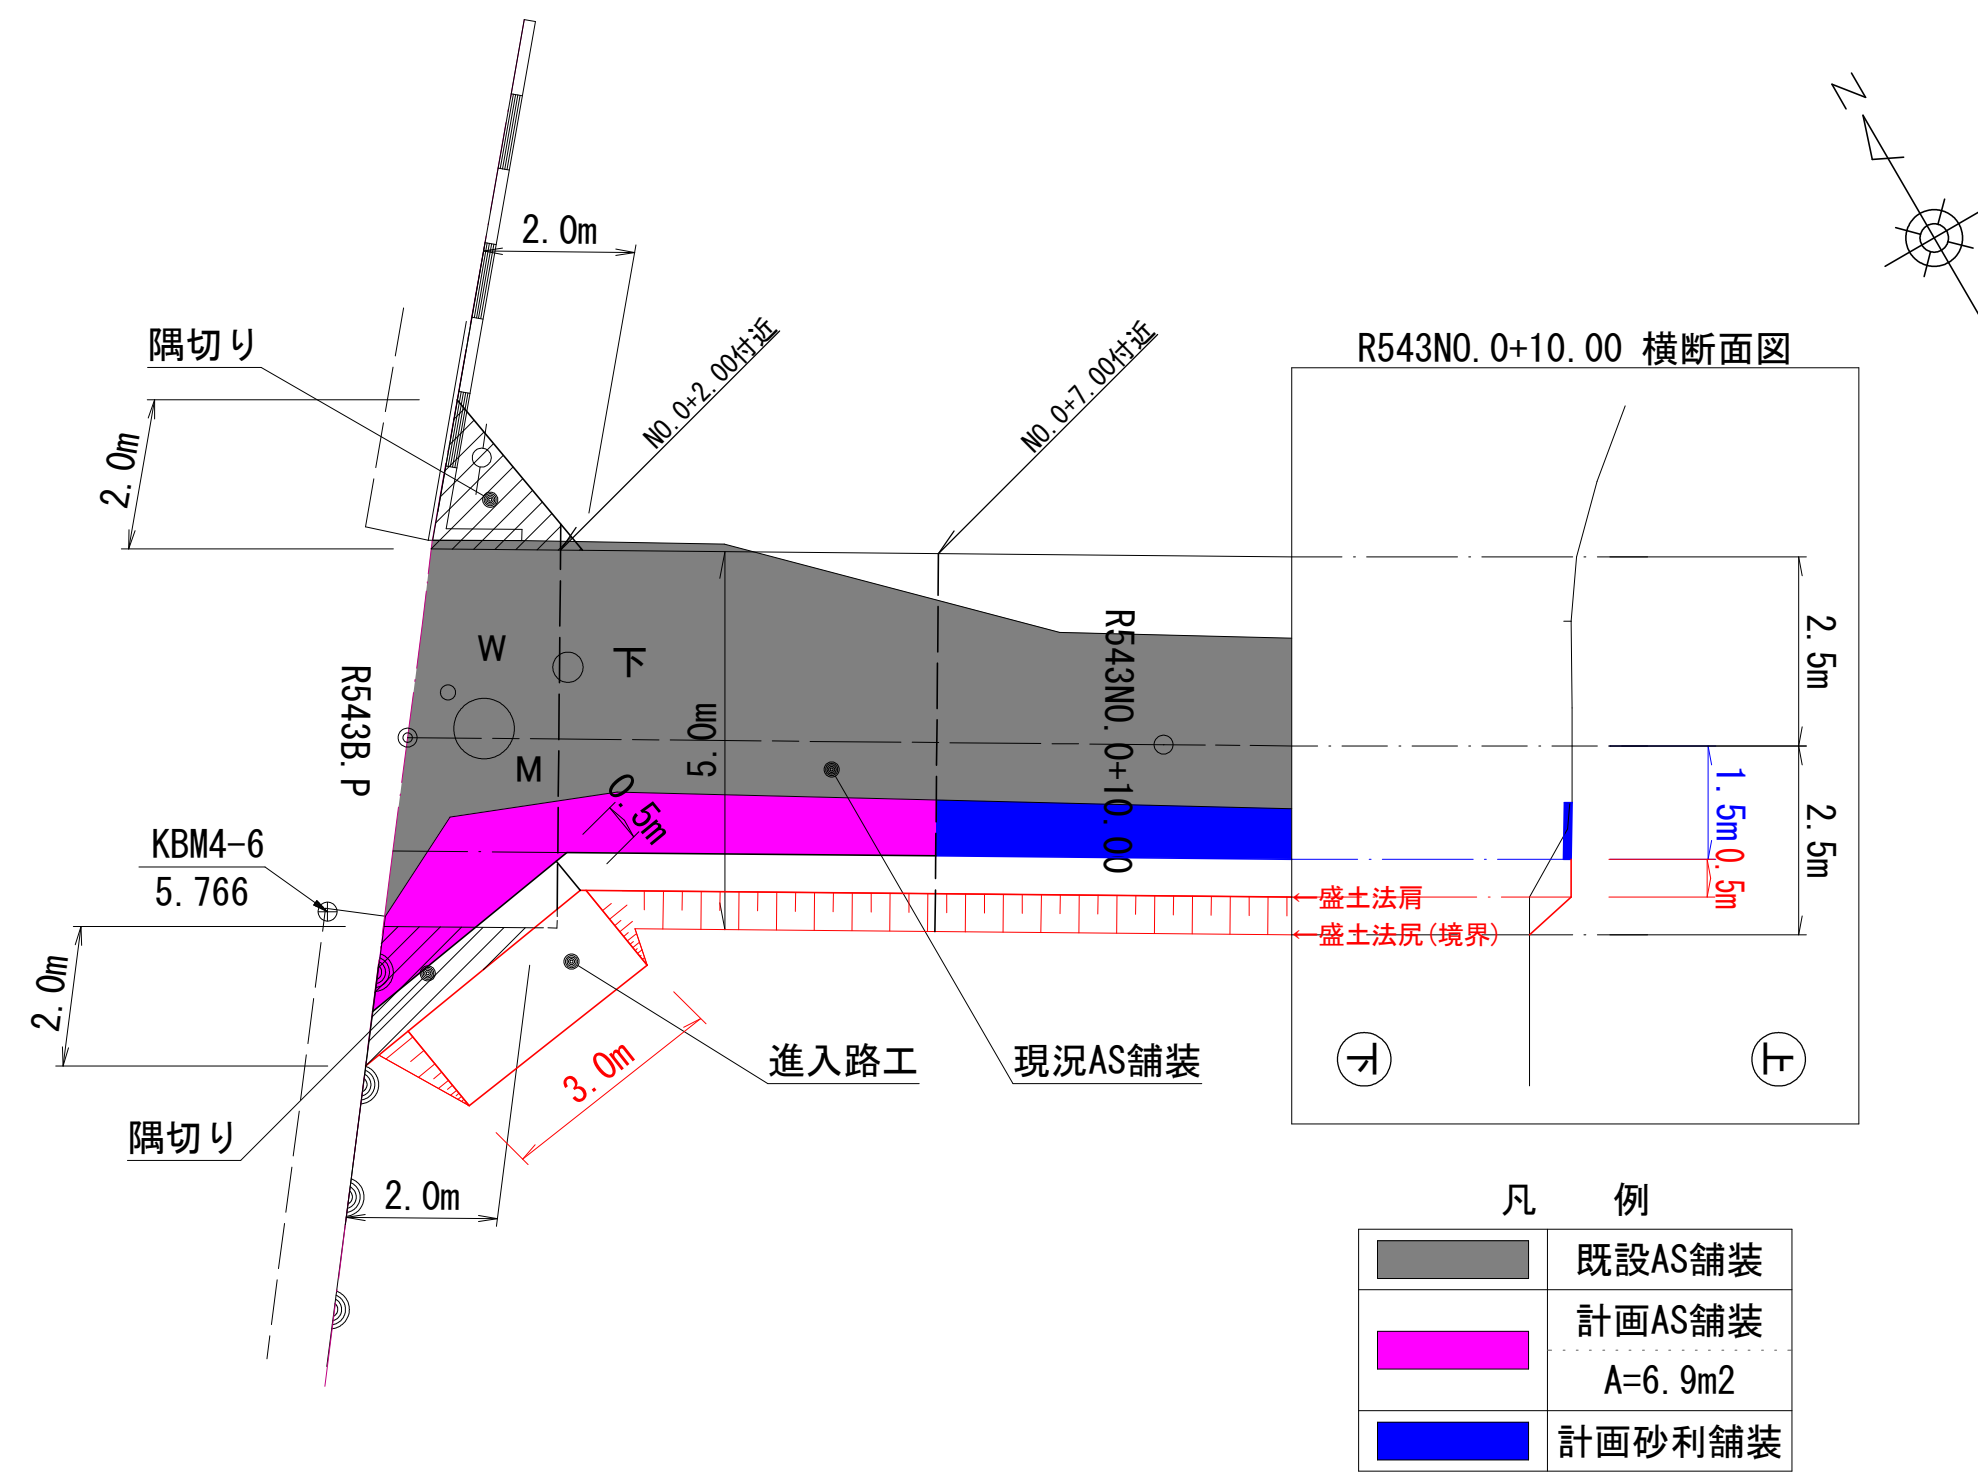 N
2.0m
隅切り
2.0m
NO.0+2.00付近
NO.0+7.00付近
R543NO.0+10.00 横断面図
W
下
M
R543B.P
5.0m
0.5m
R543NO.0+10.00
2.5m
1.5m
0.5m
2.5m
KBM4-6
5.766
←盛土法肩
←盛土法尻(境界)
2.0m
進入路工
現況AS舗装
3.0m
隅切り
2.0m
下
上
凡 例
既設AS舗装
計画AS舗装
A=6.9m2
計画砂利舗装